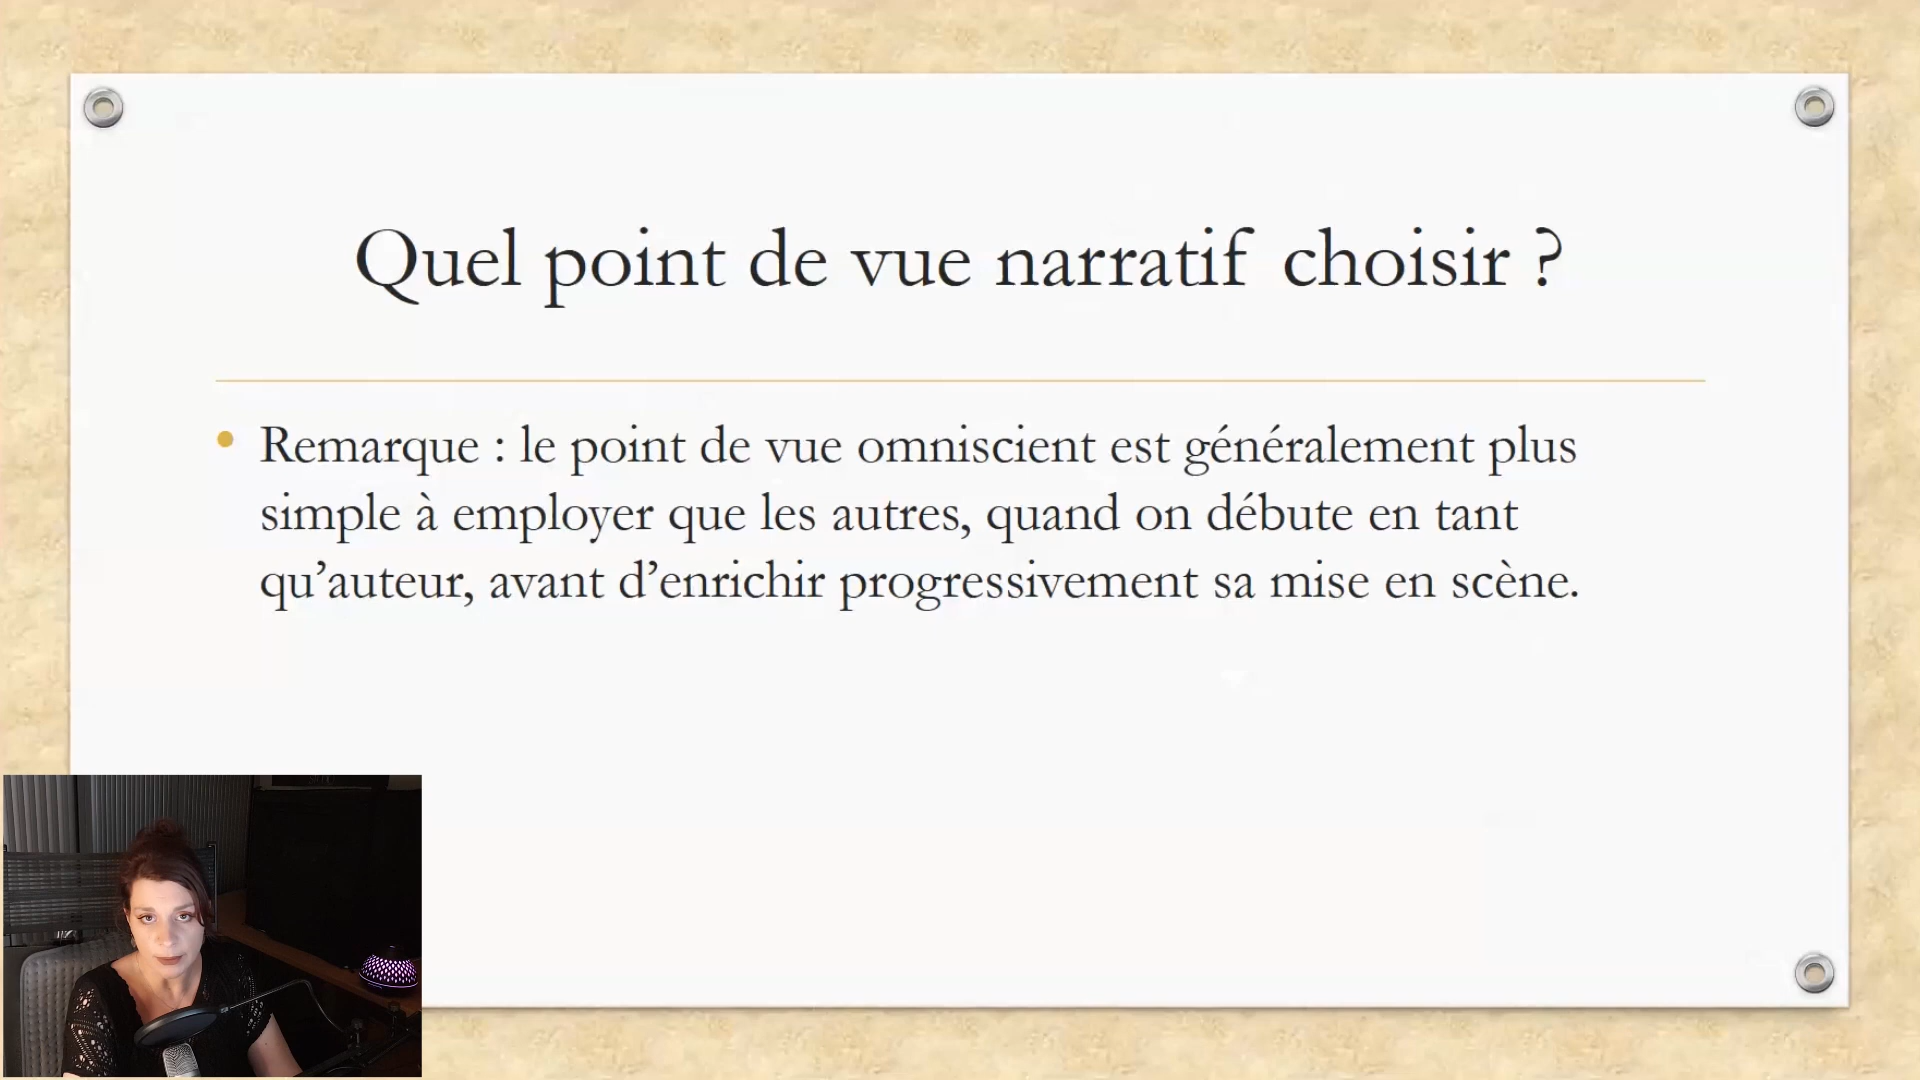 Quel point de vue narratif choisir ?
Remarque : le point de vue omniscient est généralement plus
simple à employer que les autres, quand on débute en tant
qu’auteur, avant d’enrichir progressivement sa mise en scène.